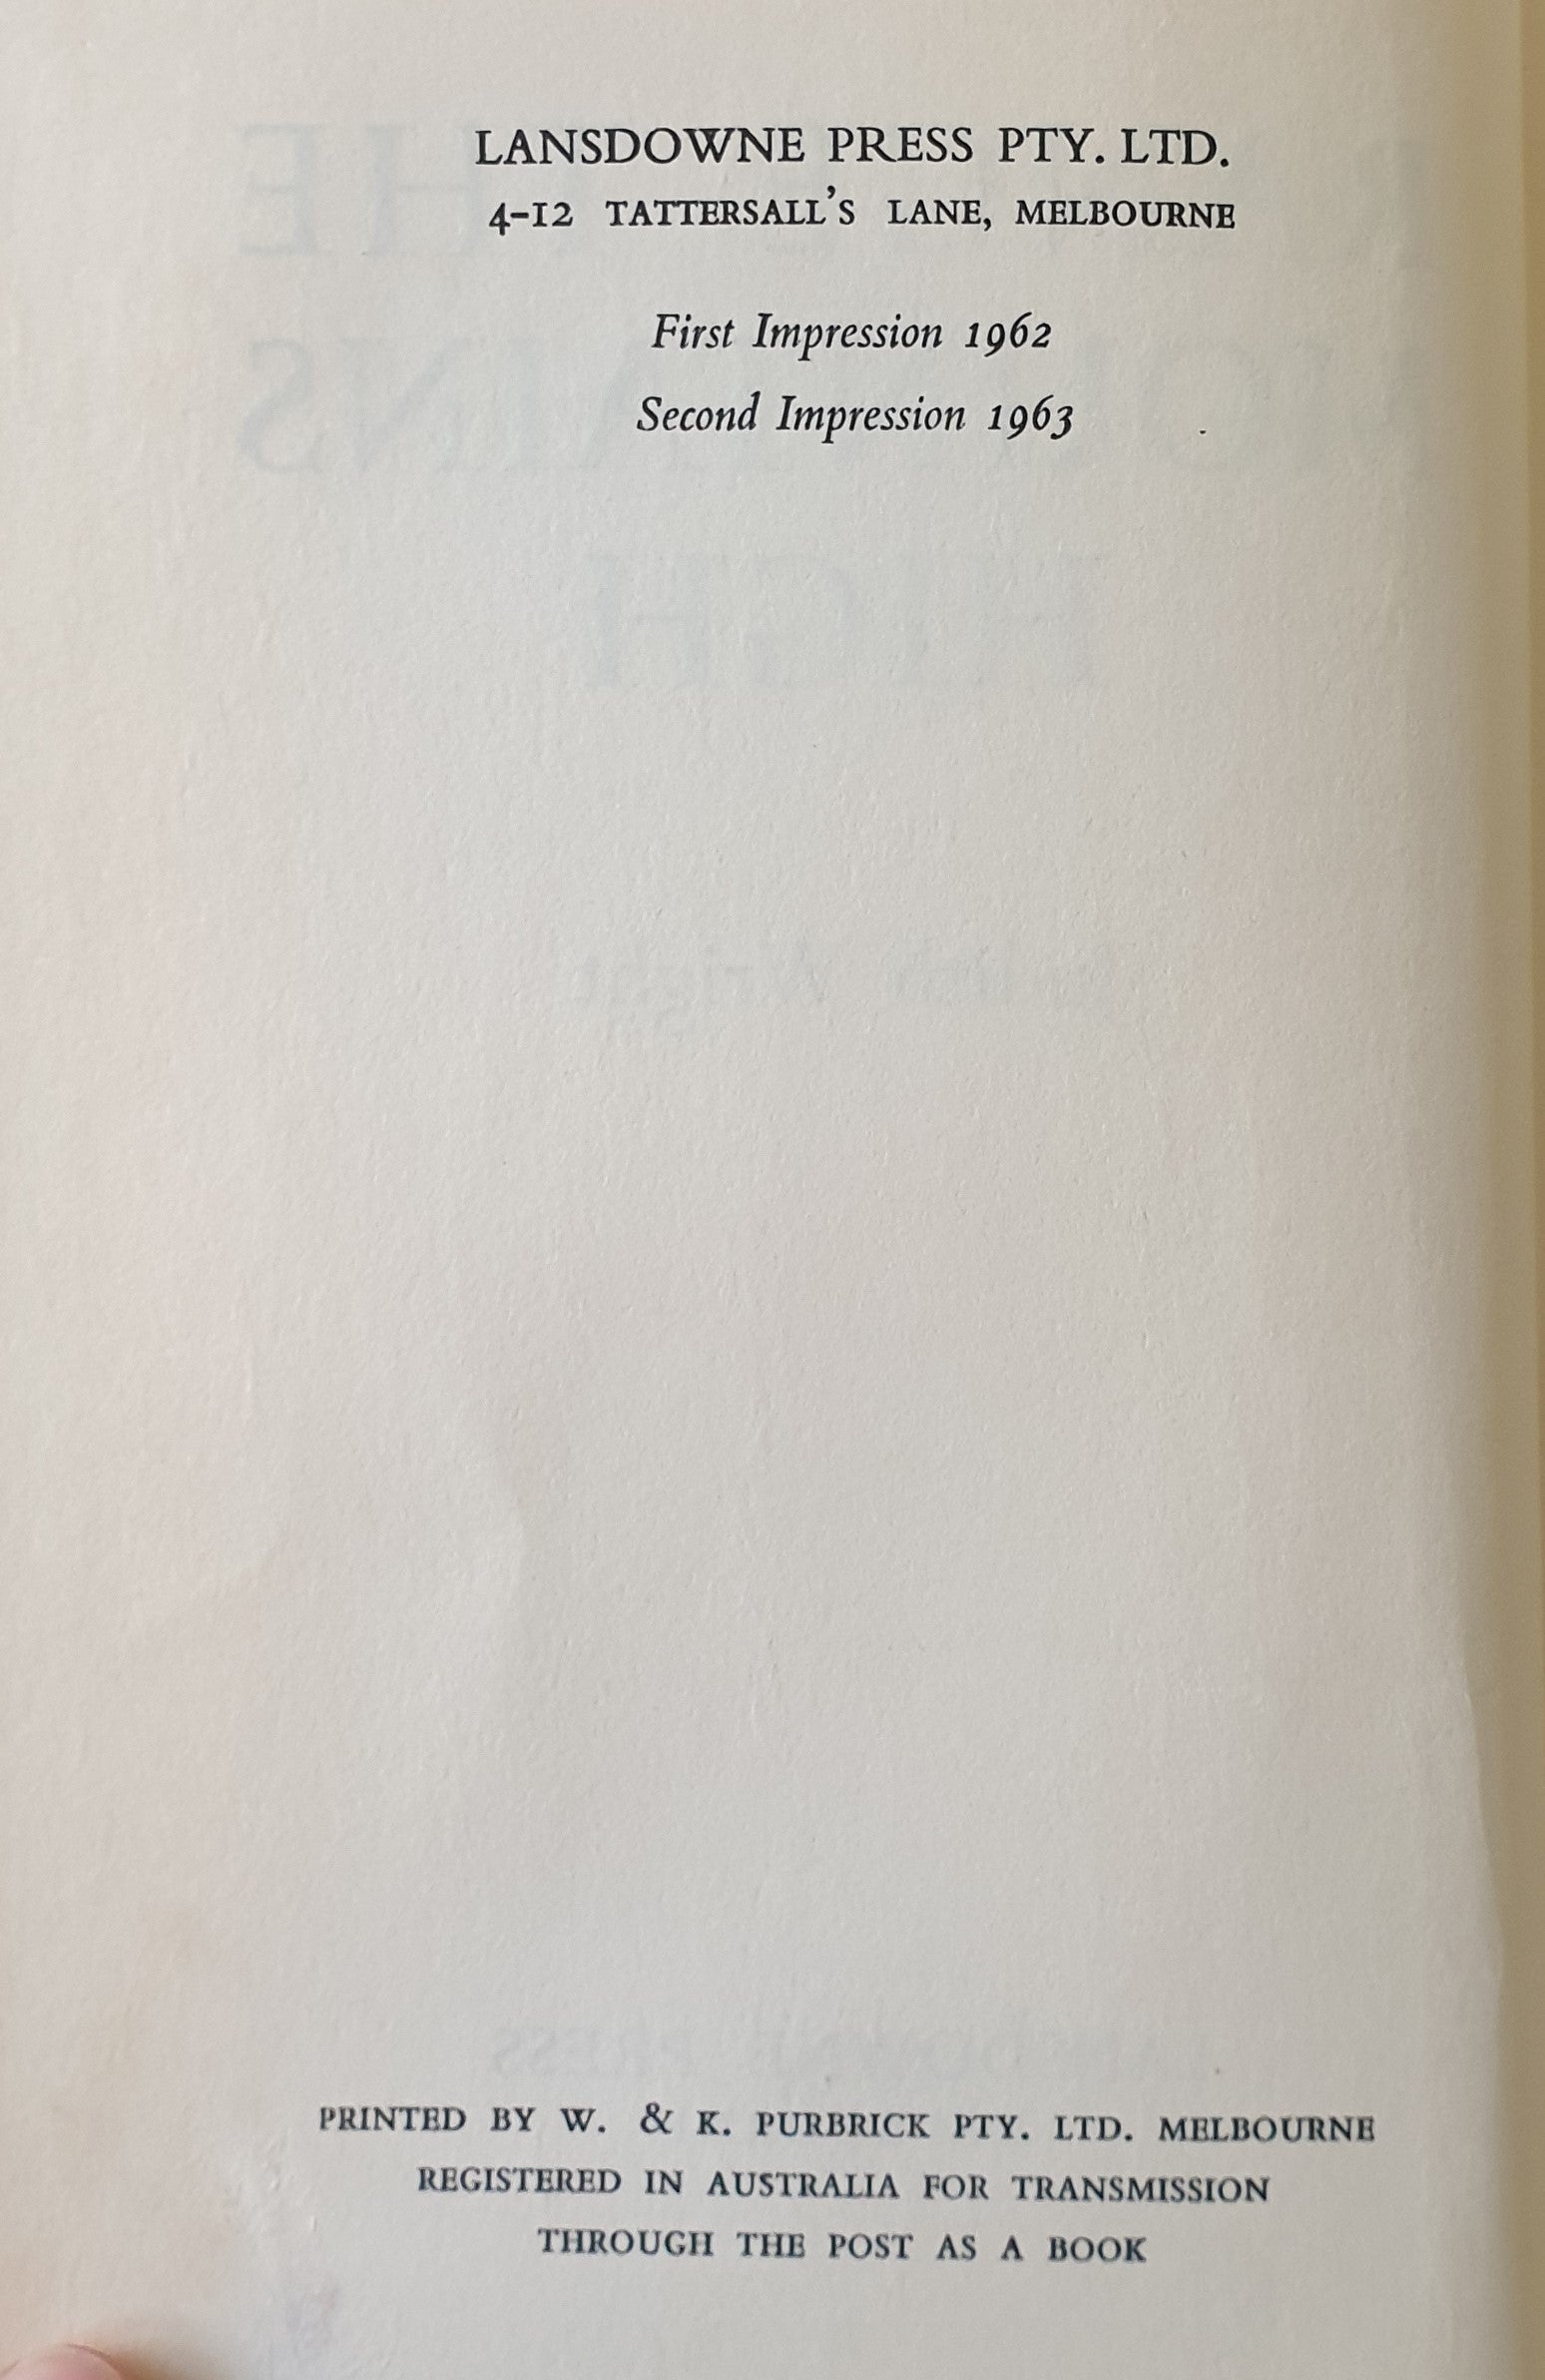 LANSDOWNE PRESS PTY. LTD.
4–12 TATTERSALL'S LANE, MELBOURNE
First Impression 1962
Second Impression 1963
PRINTED BY W. & K. PURBRICK PTY. LTD. MELBOURNE
REGISTERED IN AUSTRALIA FOR TRANSMISSION
THROUGH THE POST AS A BOOK